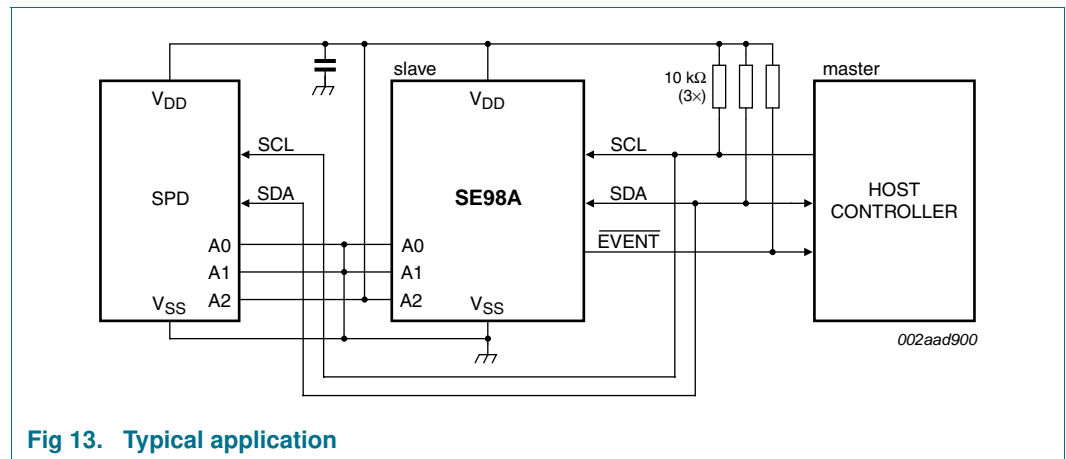 slave
10 kΩ
(3×)
master
VDD
VDD
SCL
SCL
SPD
SDA
SE98A
SDA
HOST
CONTROLLER
EVENT
A0
A0
A1
A1
A2
A2
VSS
VSS
002aad900
Fig 13. Typical application